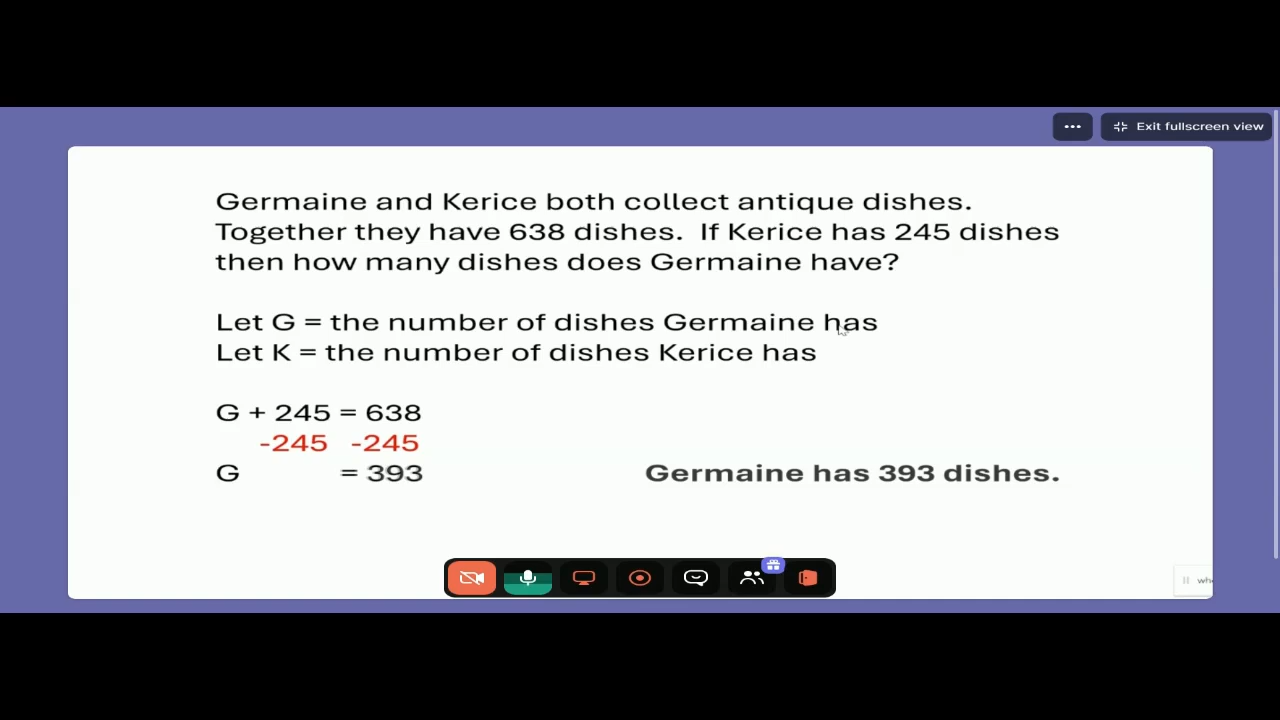 Exit fullscreen view
Germaine and Kerice both collect antique dishes.
Together they have 638 dishes.  If Kerice has 245 dishes
then how many dishes does Germaine have?
Let G = the number of dishes Germaine has
Let K = the number of dishes Kerice has
G + 245 = 638
-245 -245
G = 393
Germaine has 393 dishes.